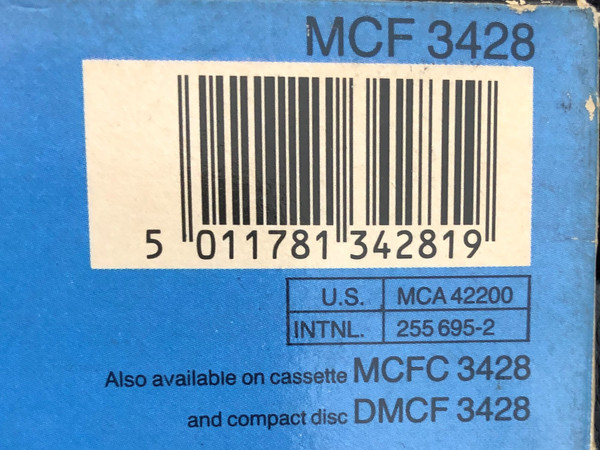 MCF 3428
5 011781 342819
U.S. MCA 42200
INTNL. 255 695-2
Also available on cassette MCFC 3428
and compact disc DMCF 3428